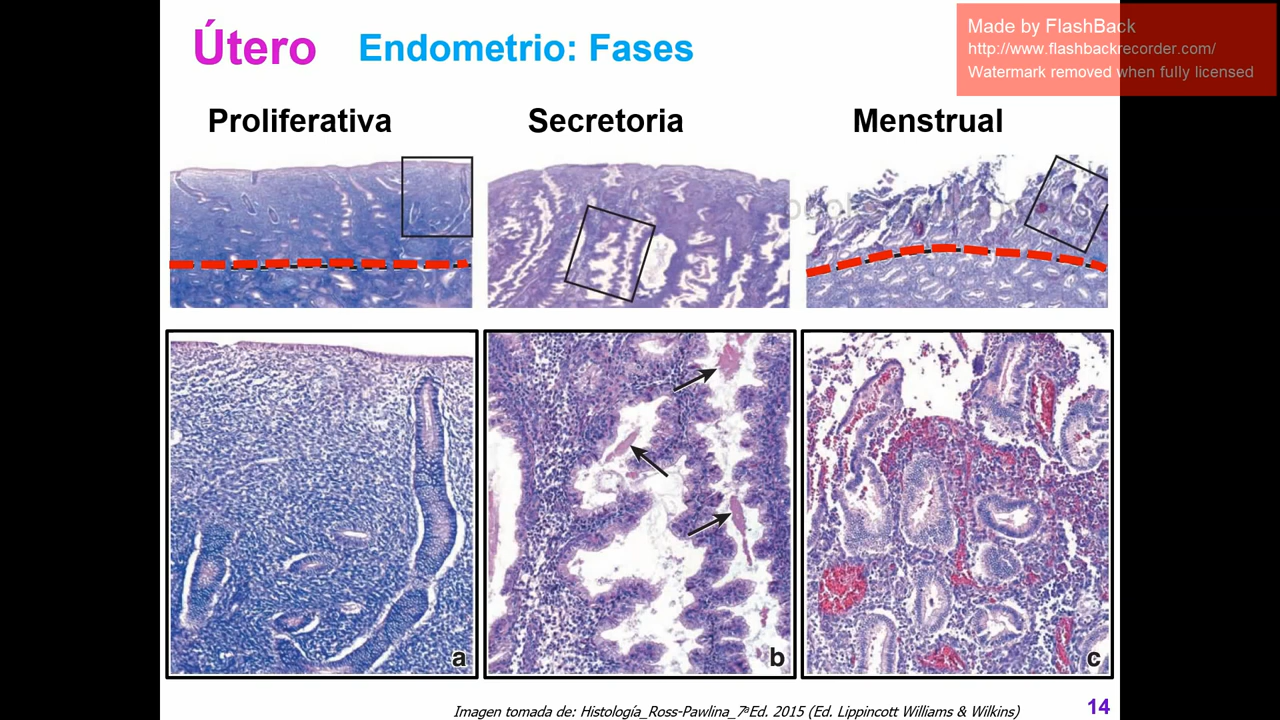 Útero
Endometrio: Fases
Made by FlashBack
http://www.flashbackrecorder.com/
Watermark removed when fully licensed
Proliferativa
Secretoria
Menstrual
a
b
c
Imagen tomada de: Histología_Ross-Pawlina_7ªEd. 2015 (Ed. Lippincott Williams & Wilkins)
14